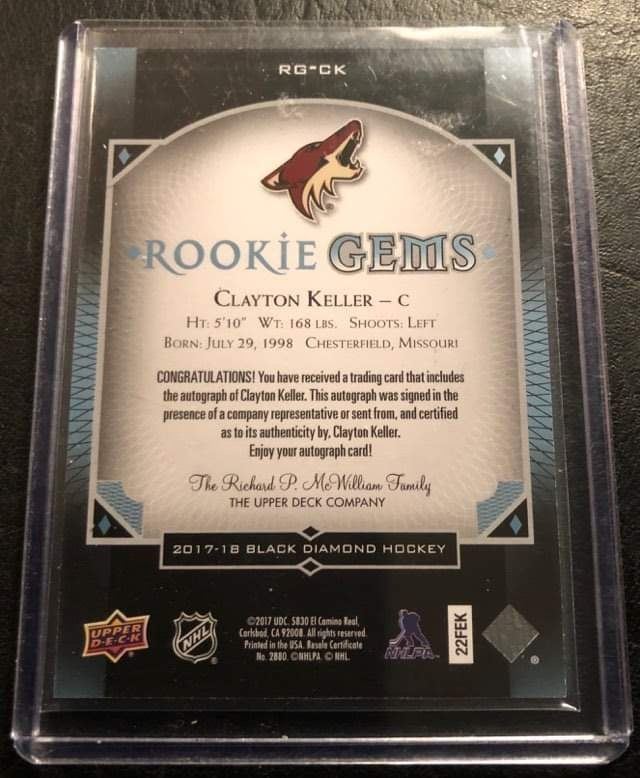 RG-CK
ROOKiE GEMS
CLAYTON KELLER – C
HT: 5'10" WT: 168 LBS. SHOOTS: LEFT
BORN: JULY 29, 1998 CHESTERFIELD, MISSOURI
CONGRATULATIONS! You have received a trading card that includes
the autograph of Clayton Keller. This autograph was signed in the
presence of a company representative or sent from, and certified
as to its authenticity by, Clayton Keller.
Enjoy your autograph card!
The Richard P. McWilliam Family
THE UPPER DECK COMPANY
2017-18 BLACK DIAMOND HOCKEY
UPPER
D·E·C·K
NHL
©2017 UDC. 5830 El Camino Real,
Carlsbad, CA 92008. All rights reserved.
Printed in the USA. Resale Certificate
No. 2880. ©NHLPA. © NHL.
NHLPA
22FEK
®